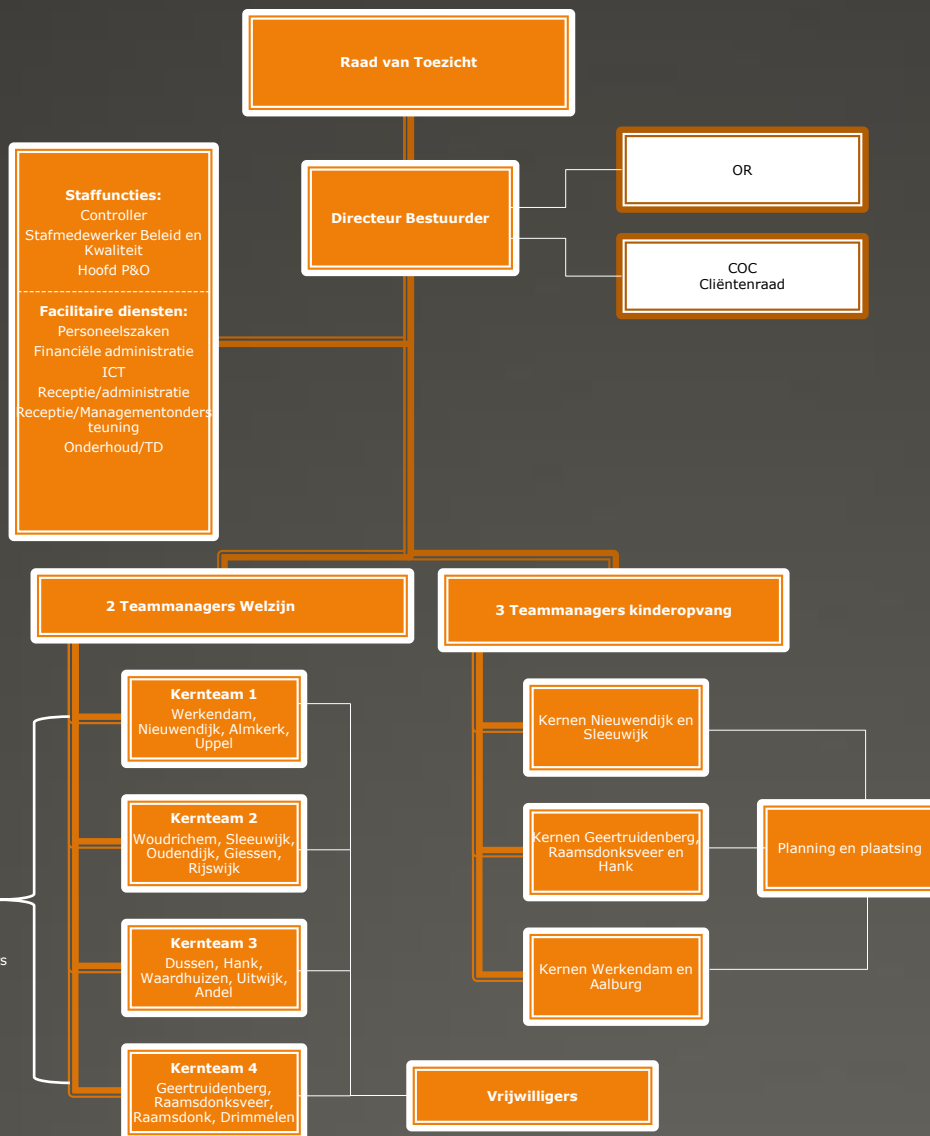 Raad van Toezicht
Directeur Bestuurder
OR
COC
Cliëntenraad
Staffuncties:
Controller
Stafmedewerker Beleid en
Kwaliteit
Hoofd P&O
Facilitaire diensten:
Personeelszaken
Financiële administratie
ICT
Receptie/administratie
Receptie/Managementonders
teuning
Onderhoud/TD
2 Teammanagers Welzijn
3 Teammanagers kinderopvang
Kernteam 1
Werkendam,
Nieuwendijk, Almkerk,
Uppel
Kernteam 2
Woudrichem, Sleeuwijk,
Oudendijk, Giessen,
Rijswijk
Kernteam 3
Dussen, Hank,
Waardhuizen, Uitwijk,
Andel
Kernteam 4
Geertruidenberg,
Raamsdonksveer,
Raamsdonk, Drimmelen
Vrijwilligers
Kernen Nieuwendijk en
Sleeuwijk
Kernen Geertruidenberg,
Raamsdonksveer en
Hank
Kernen Werkendam en
Aalburg
Planning en plaatsing